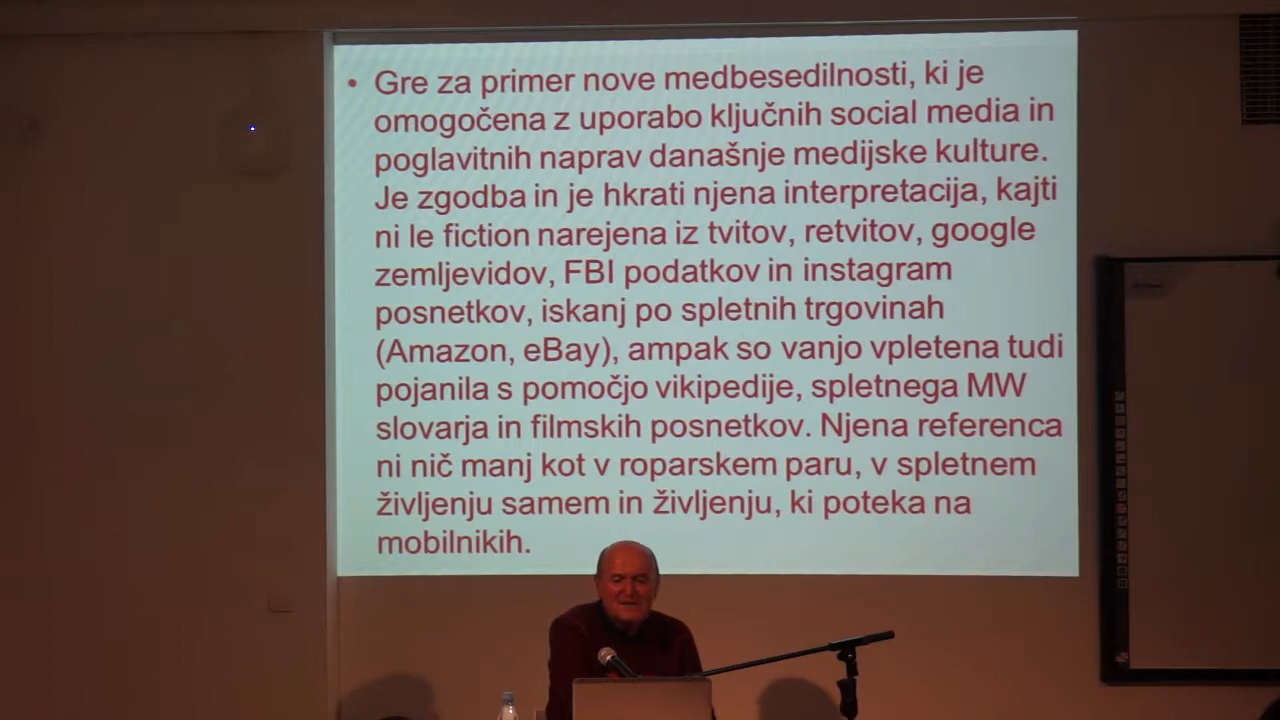 • Gre za primer nove medbesedilnosti, ki je
omogočena z uporabo ključnih social media in
poglavitnih naprav današnje medijske kulture.
Je zgodba in je hkrati njena interpretacija, kajti
ni le fiction narejena iz tvitov, retvitov, google
zemljevidov, FBI podatkov in instagram
posnetkov, iskanj po spletnih trgovinah
(Amazon, eBay), ampak so vanjo vpletena tudi
pojanila s pomočjo vikipedije, spletnega MW
slovarja in filmskih posnetkov. Njena referenca
ni nič manj kot v roparskem paru, v spletnem
življenju samem in življenju, ki poteka na
mobilnikih.